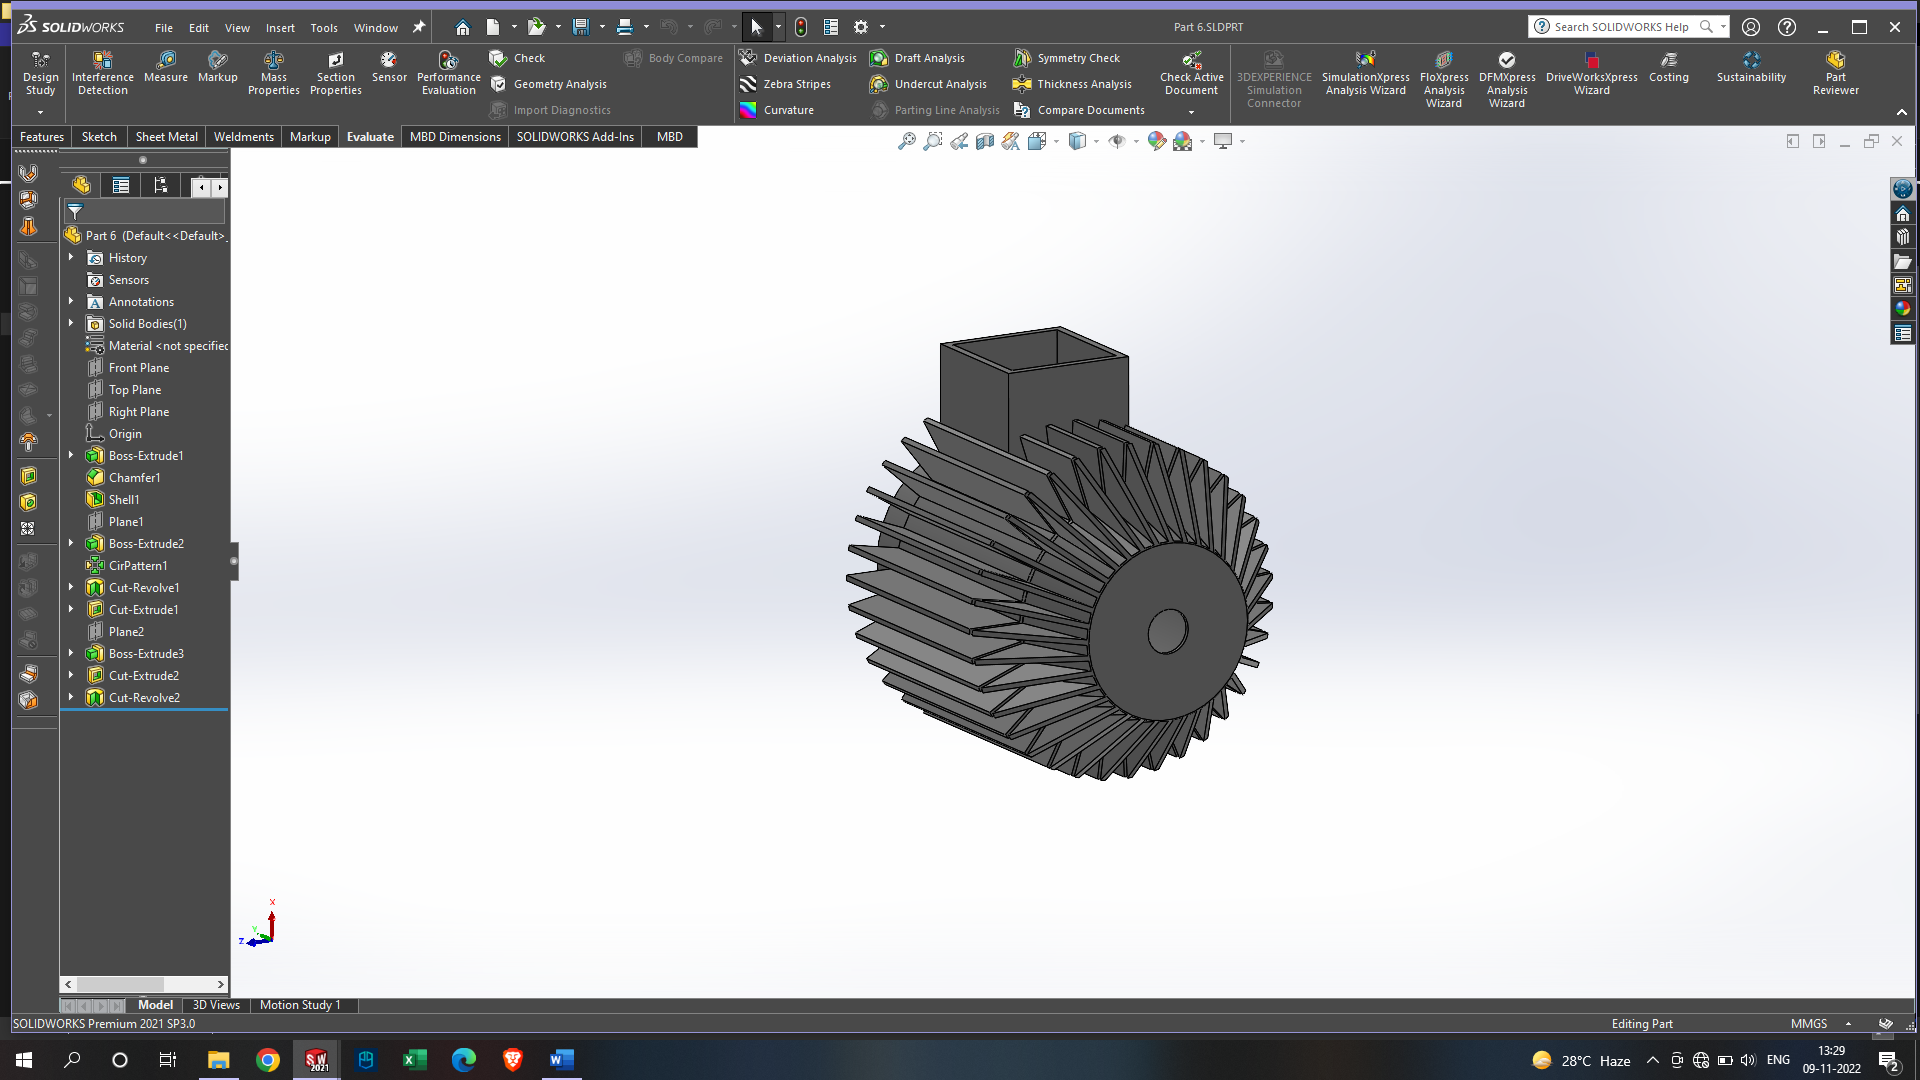 SOLIDWORKS File Edit View Insert Tools Window Part 6.SLDPRT Search SOLIDWORKS Help
Design Study
Interference Detection
Measure
Markup
Mass Properties
Section Properties
Sensor
Performance Evaluation
Check
Geometry Analysis
Import Diagnostics
Body Compare
Deviation Analysis
Zebra Stripes
Curvature
Draft Analysis
Undercut Analysis
Parting Line Analysis
Symmetry Check
Thickness Analysis
Compare Documents
Check Active Document
3DEXPERIENCE Simulation Connector
SimulationXpress Analysis Wizard
FloXpress Analysis Wizard
DFMXpress Analysis Wizard
DriveWorksXpress Wizard
Costing
Sustainability
Part Reviewer
Features Sketch Sheet Metal Weldments Markup Evaluate MBD Dimensions SOLIDWORKS Add-Ins MBD
Part 6 (Default<<Default>_
History
Sensors
Annotations
Solid Bodies(1)
Material <not specified
Front Plane
Top Plane
Right Plane
Origin
Boss-Extrude1
Chamfer1
Shell1
Plane1
Boss-Extrude2
CirPattern1
Cut-Revolve1
Cut-Extrude1
Plane2
Boss-Extrude3
Cut-Extrude2
Cut-Revolve2
X
Y
Z
Model 3D Views Motion Study 1
SOLIDWORKS Premium 2021 SP3.0 Editing Part MMGS
28°C Haze ENG 13:29
09-11-2022
2